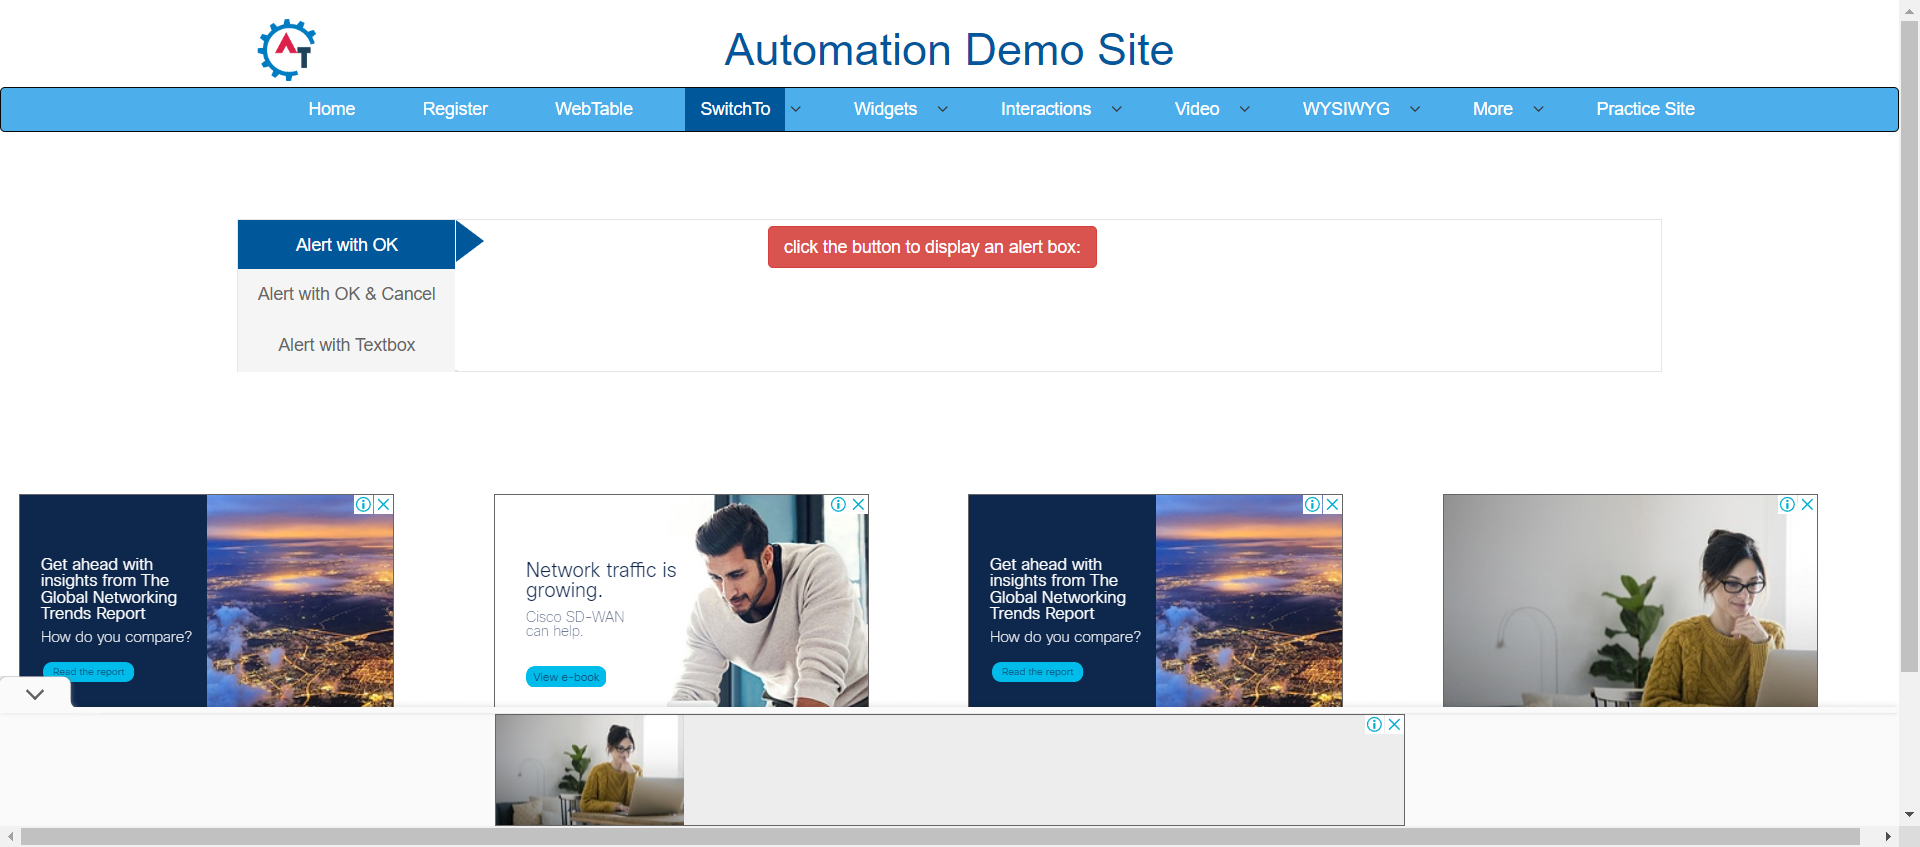 AT
Automation Demo Site
Home Register WebTable SwitchTo Widgets Interactions Video WYSIWYG More Practice Site
Alert with OK
click the button to display an alert box:
Alert with OK & Cancel
Alert with Textbox
Get ahead with
insights from The
Global Networking
Trends Report
How do you compare?
Read the report
Network traffic is
growing.
Cisco SD-WAN
can help.
View e-book
Get ahead with
insights from The
Global Networking
Trends Report
How do you compare?
Read the report